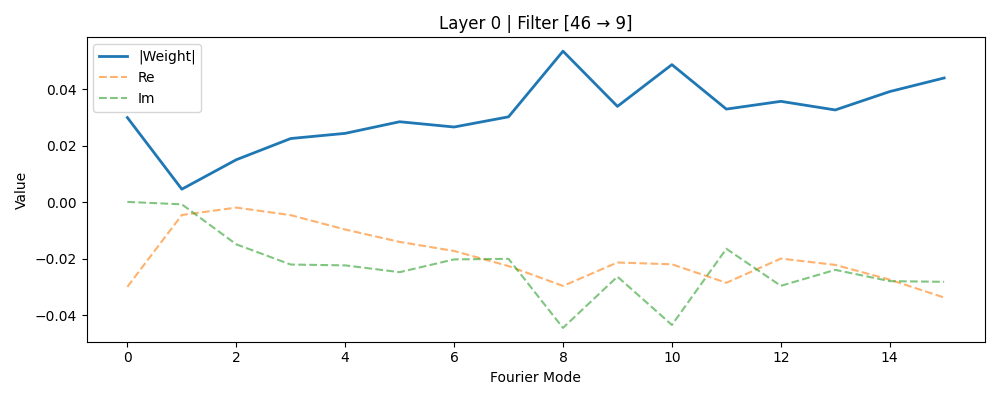 Layer 0 | Filter [46 → 9]
|Weight|
Re
Im
Value
0.04
0.02
0.00
−0.02
−0.04
0 2 4 6 8 10 12 14
Fourier Mode